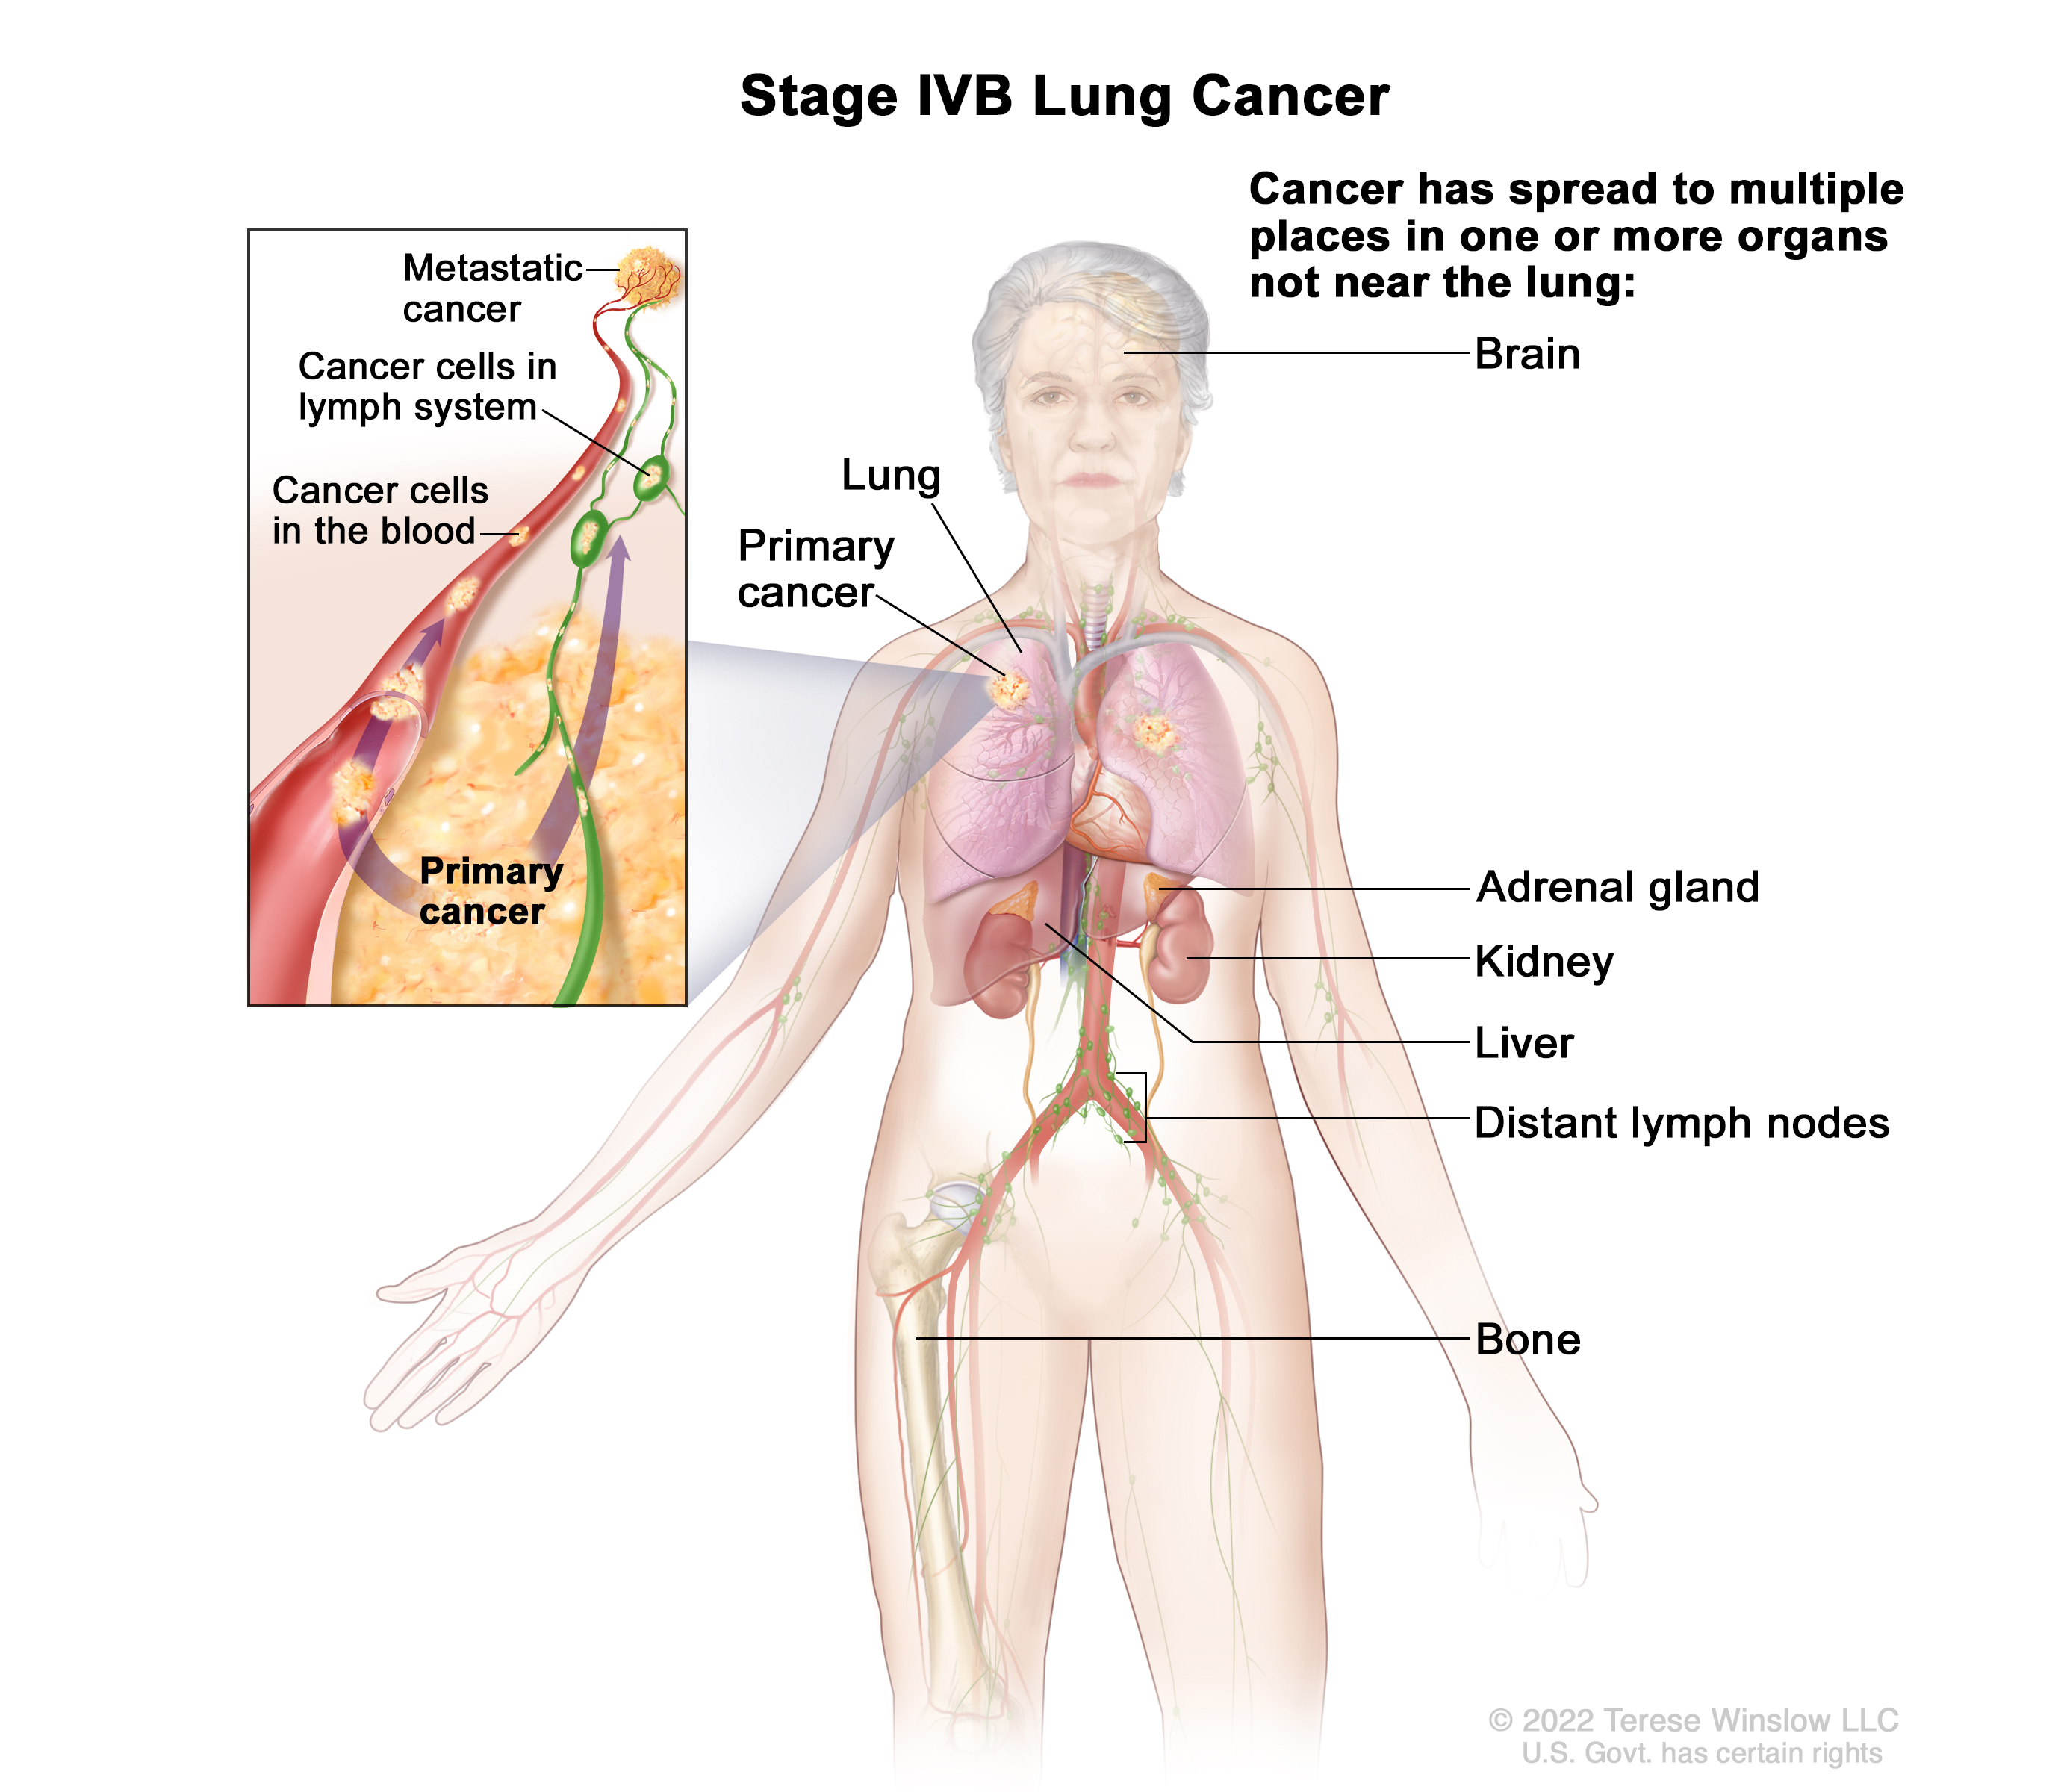 Stage IVB Lung Cancer
Cancer has spread to multiple
places in one or more organs
not near the lung:
Metastatic
cancer
Cancer cells in
lymph system
Cancer cells
in the blood
Primary
cancer
Lung
Primary
cancer
Brain
Adrenal gland
Kidney
Liver
Distant lymph nodes
Bone
© 2022 Terese Winslow LLC
U.S. Govt. has certain rights